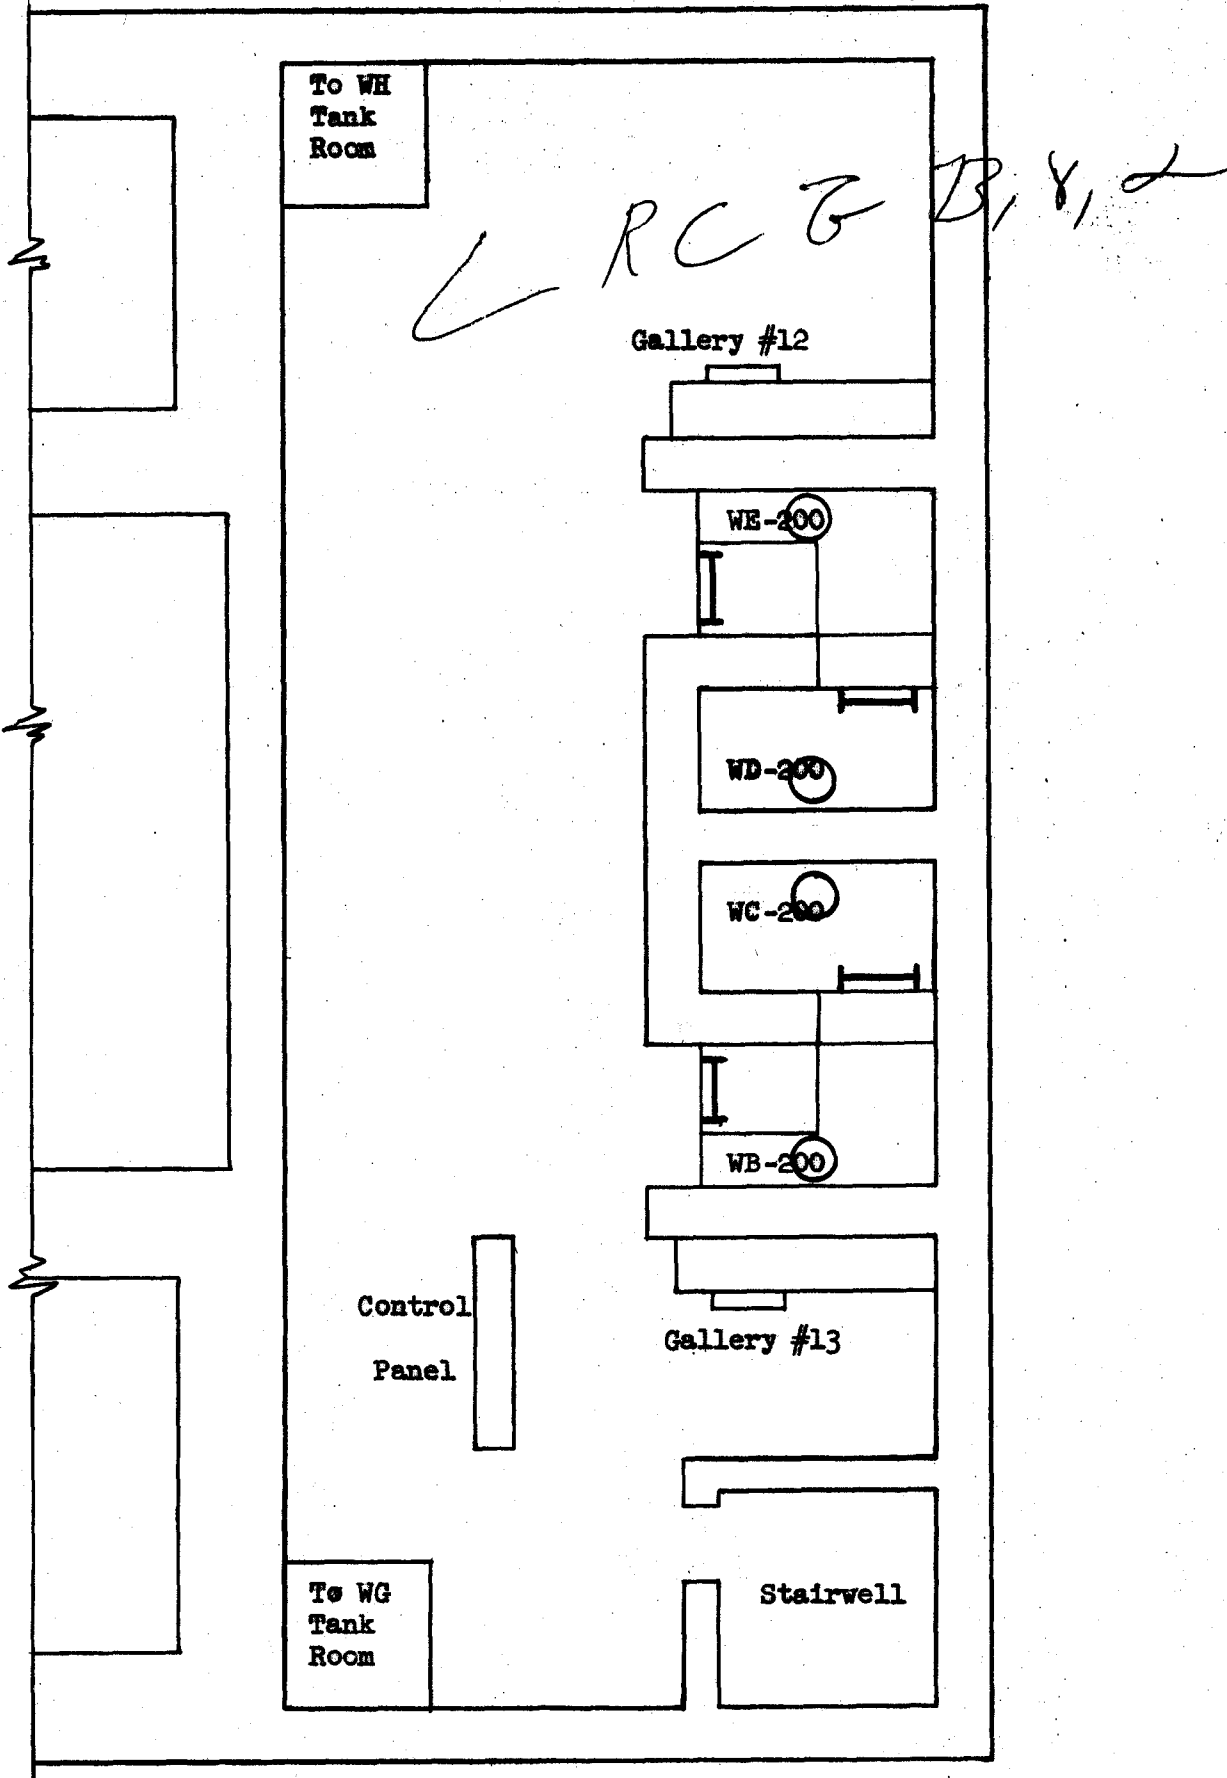 To WH
Tank
Room
L RC B, γ, α
Gallery #12
WE-200
WD-200
WC-200
WB-200
Control
Panel
Gallery #13
To WG
Tank
Room
Stairwell